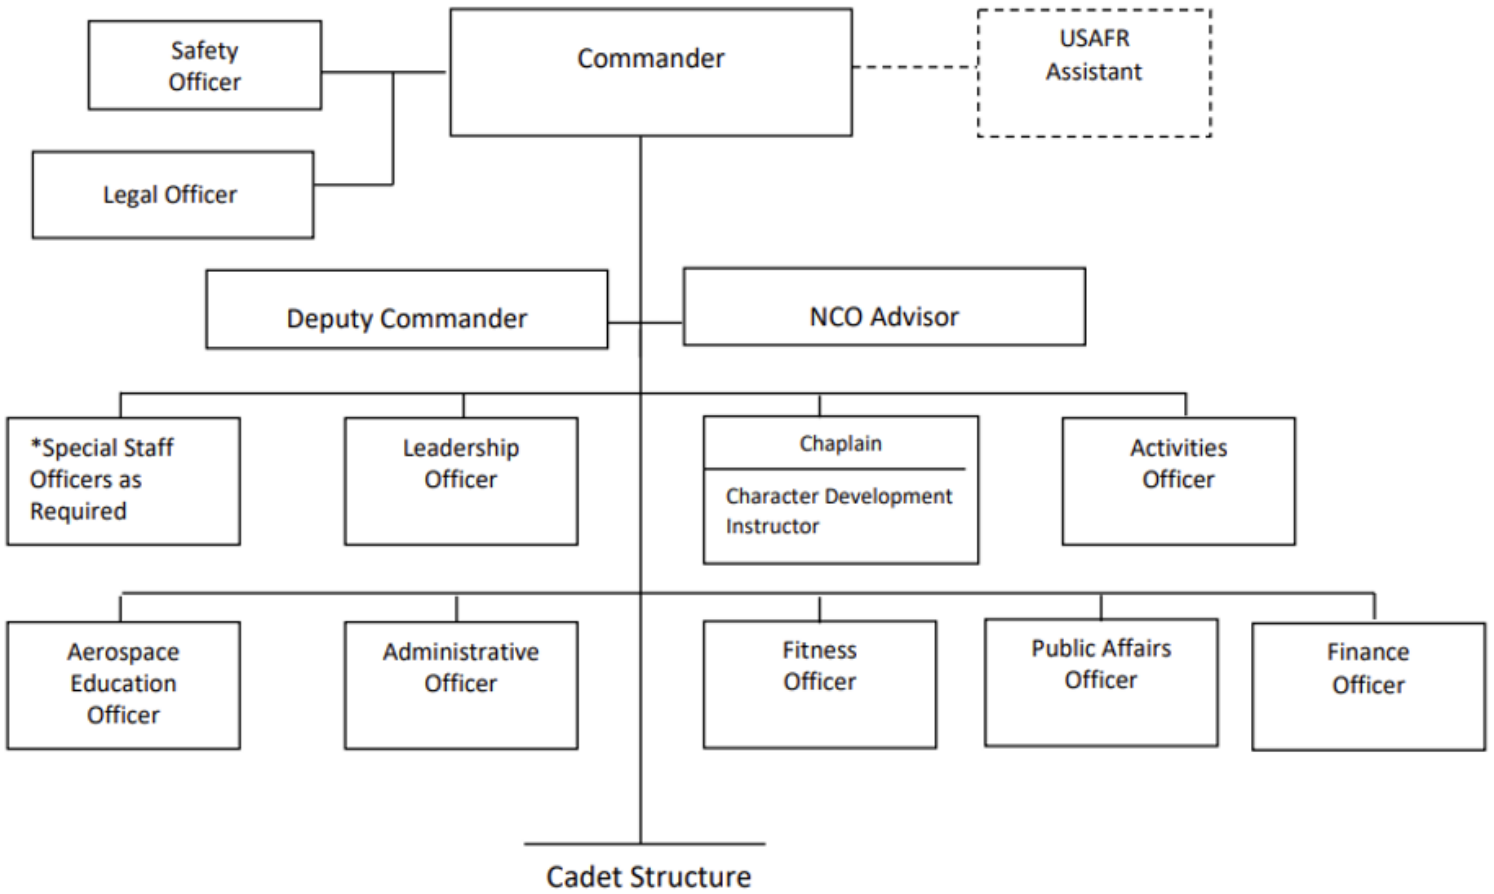 Safety
Officer
Commander
USAFR
Assistant
Legal Officer
Deputy Commander
NCO Advisor
*Special Staff
Officers as
Required
Leadership
Officer
Chaplain
Character Development
Instructor
Activities
Officer
Aerospace
Education
Officer
Administrative
Officer
Fitness
Officer
Public Affairs
Officer
Finance
Officer
Cadet Structure